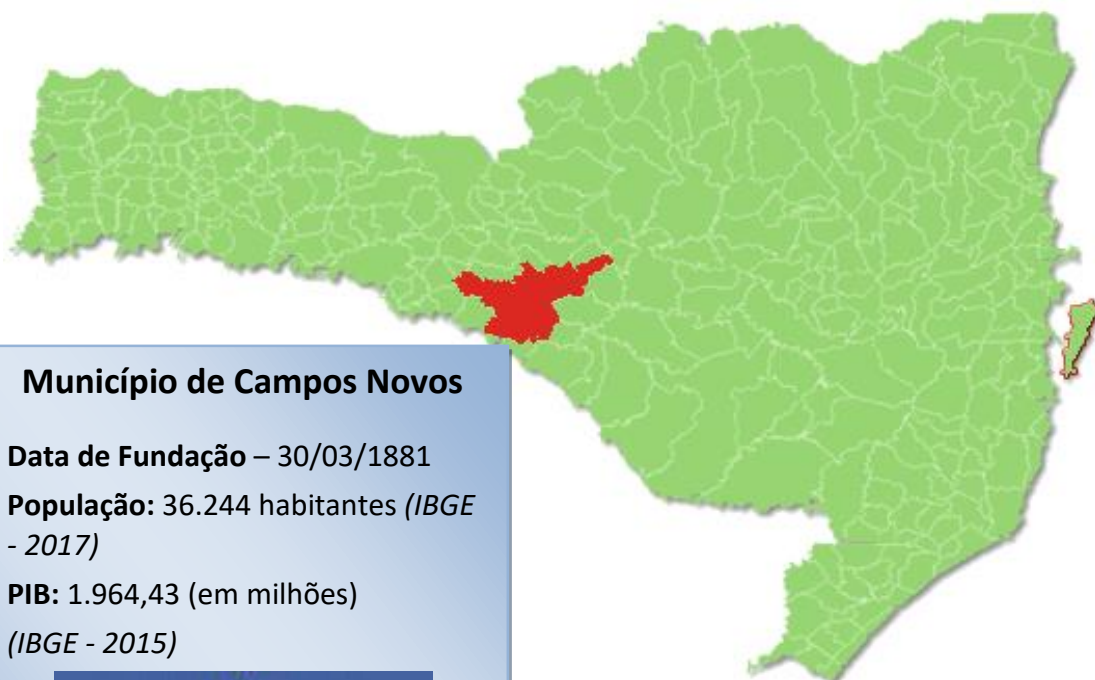 Município de Campos Novos
Data de Fundação – 30/03/1881
População: 36.244 habitantes (IBGE
- 2017)
PIB: 1.964,43 (em milhões)
(IBGE - 2015)